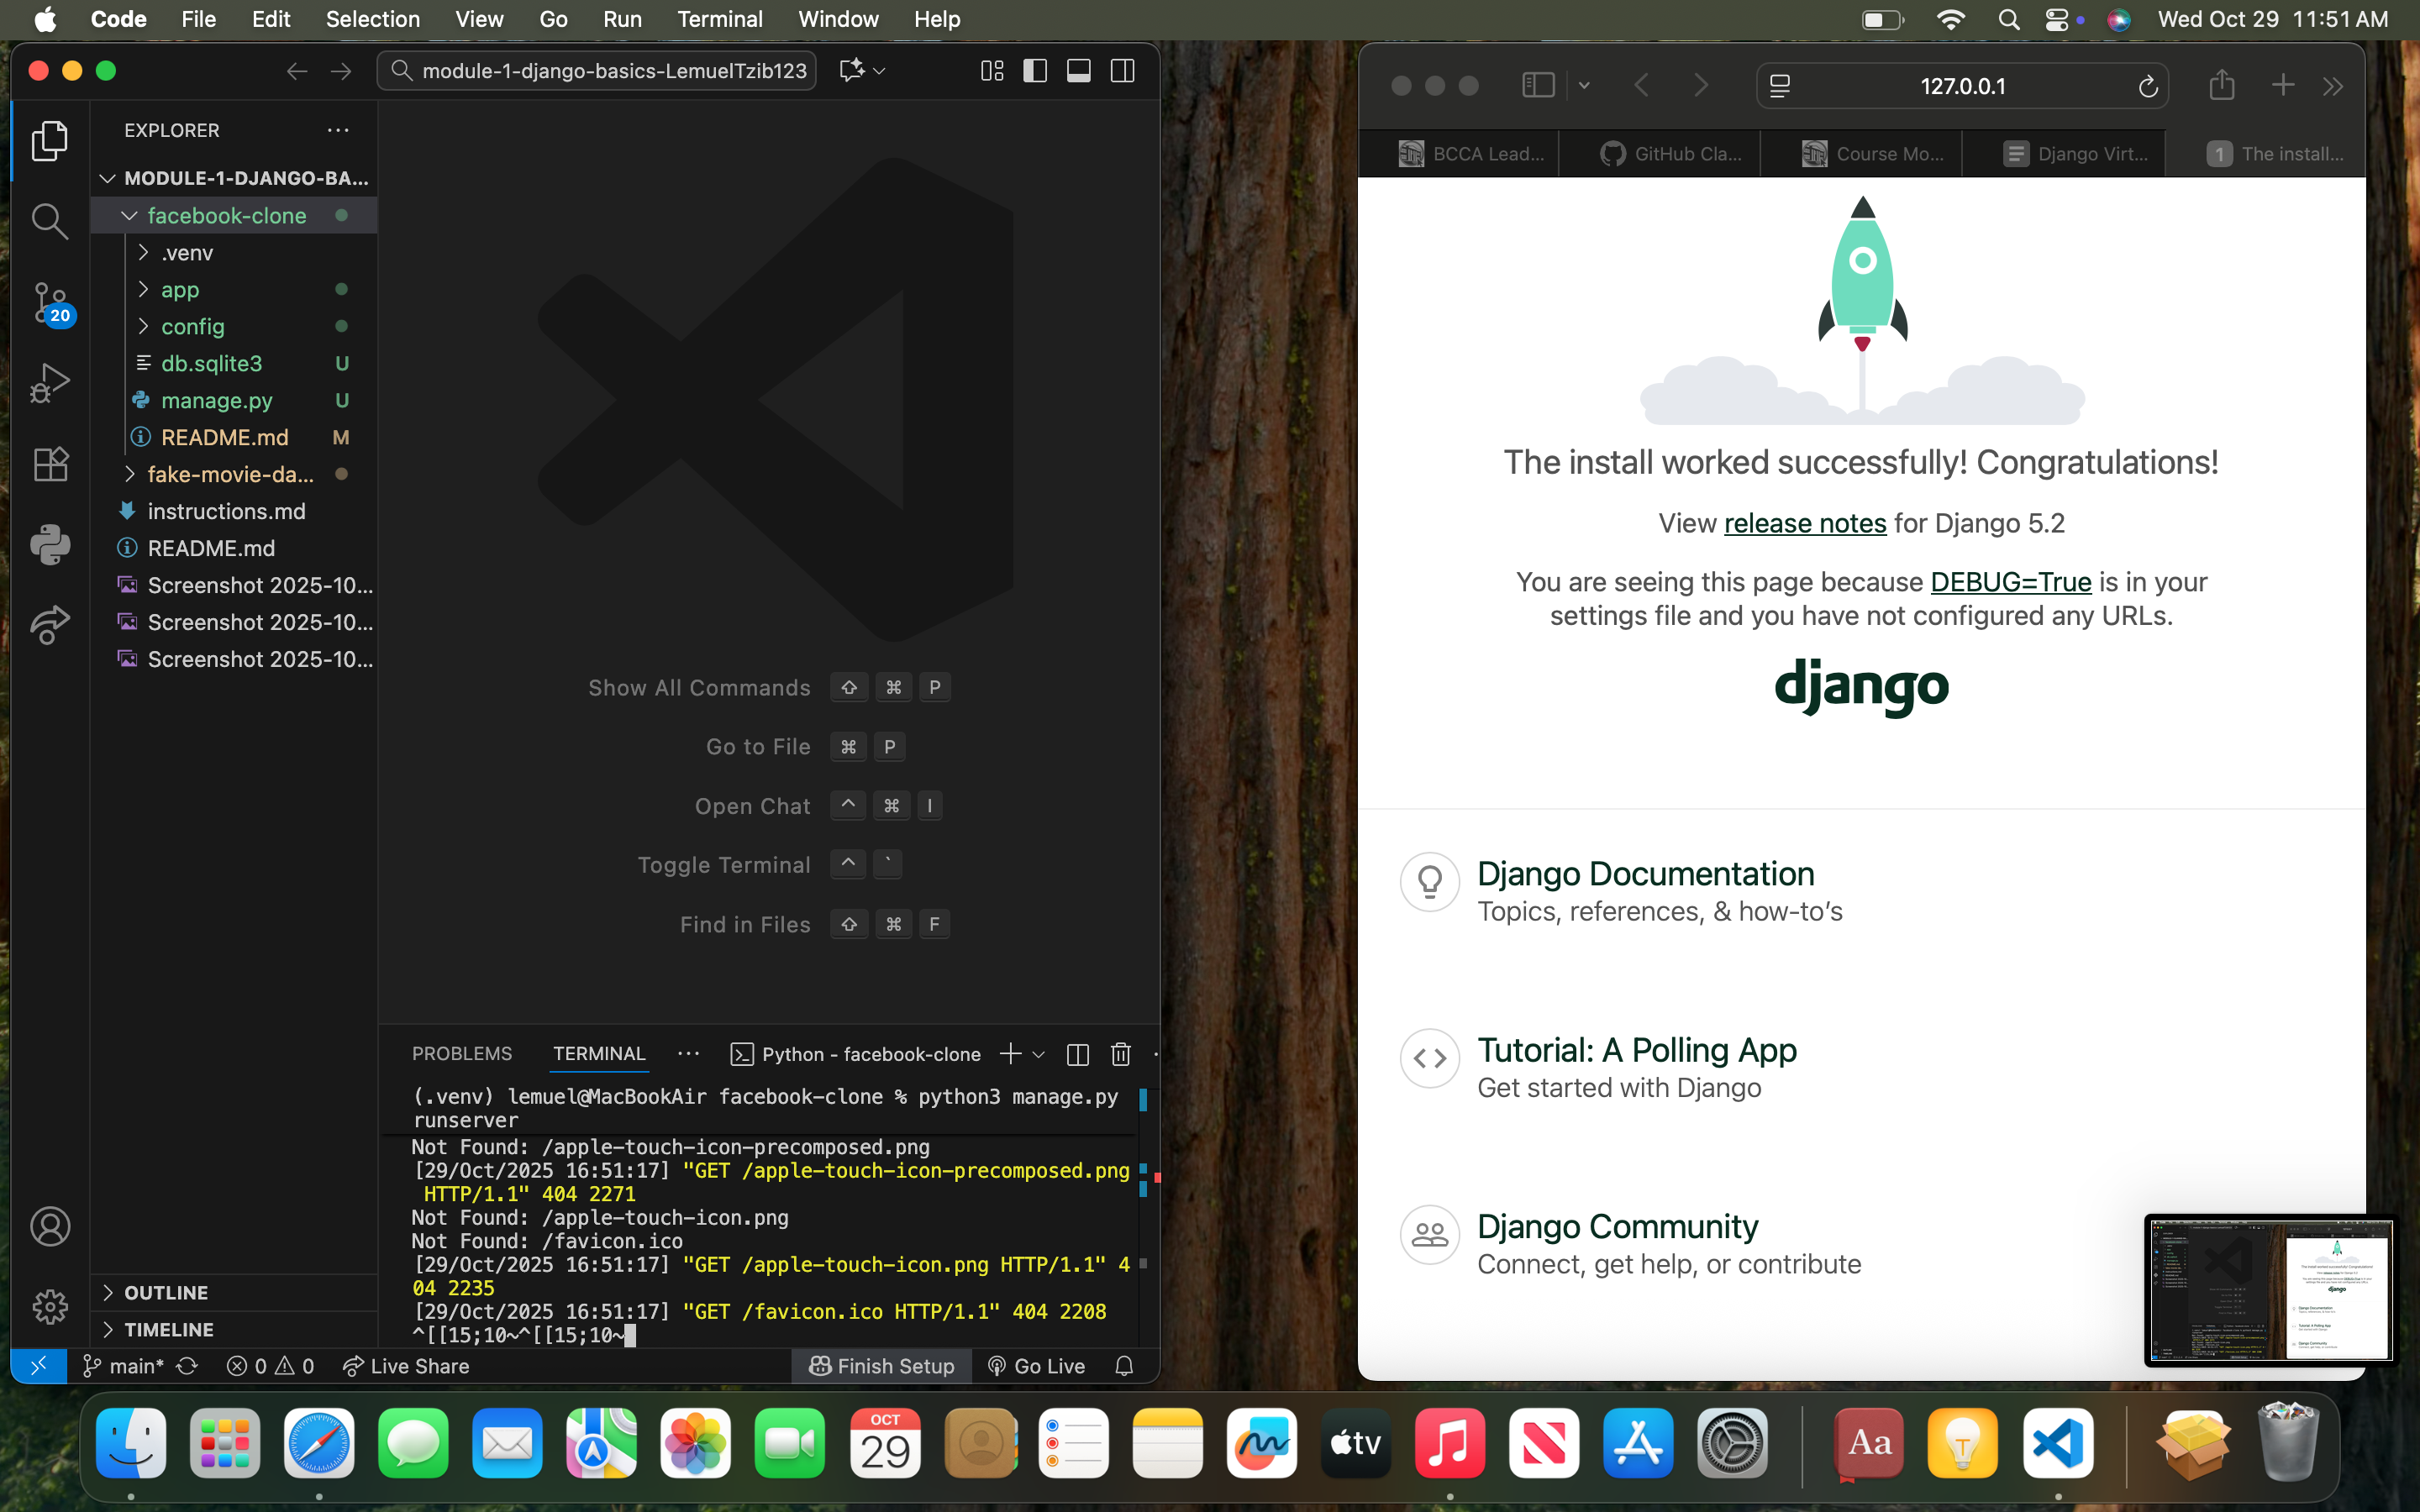 Code File Edit Selection View Go Run Terminal Window Help
Wed Oct 29 11:51 AM
module-1-django-basics-LemuelTzib123
EXPLORER
MODULE-1-DJANGO-BA...
facebook-clone
.venv
app
config
db.sqlite3 U
manage.py U
README.md M
fake-movie-da...
instructions.md
README.md
Screenshot 2025-10...
Screenshot 2025-10...
Screenshot 2025-10...
20
OUTLINE
TIMELINE
Show All Commands ⇧ ⌘ P
Go to File ⌘ P
Open Chat ^ ⌘ I
Toggle Terminal ^ `
Find in Files ⇧ ⌘ F
PROBLEMS TERMINAL ... Python - facebook-clone
(.venv) lemuel@MacBookAir facebook-clone % python3 manage.py
runserver
Not Found: /apple-touch-icon-precomposed.png
[29/Oct/2025 16:51:17] "GET /apple-touch-icon-precomposed.png
HTTP/1.1" 404 2271
Not Found: /apple-touch-icon.png
Not Found: /favicon.ico
[29/Oct/2025 16:51:17] "GET /apple-touch-icon.png HTTP/1.1" 4
04 2235
[29/Oct/2025 16:51:17] "GET /favicon.ico HTTP/1.1" 404 2208
^[[15;10~^[[15;10~
main* 0 0 Live Share Finish Setup Go Live
127.0.0.1
BCCA Lead... GitHub Cla... Course Mo... Django Virt... 1 The install...
The install worked successfully! Congratulations!
View release notes for Django 5.2
You are seeing this page because DEBUG=True is in your
settings file and you have not configured any URLs.
django
Django Documentation
Topics, references, & how-to’s
Tutorial: A Polling App
Get started with Django
Django Community
Connect, get help, or contribute
OCT
29
tv
Aa
T